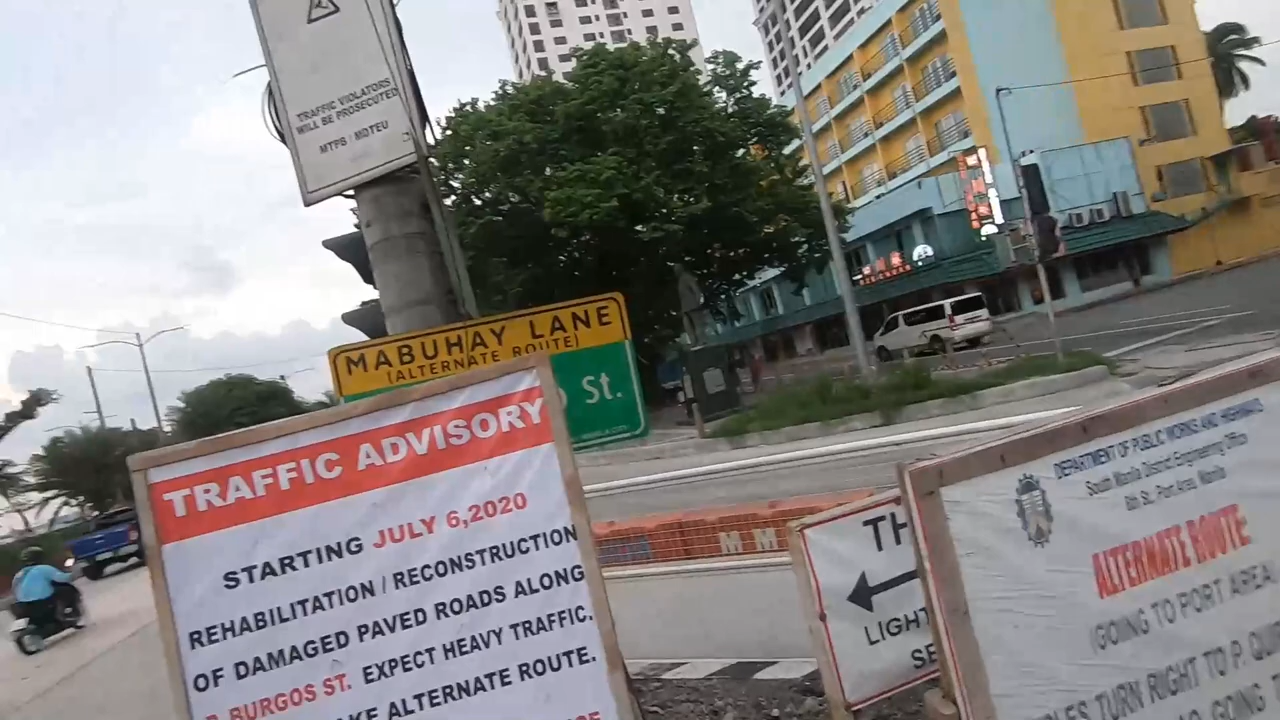 TRAFFIC VIOLATORS
WILL BE PROSECUTED
MTPB / MDTEU
MABUHAY LANE
(ALTERNATE ROUTE)
St.
TRAFFIC ADVISORY
STARTING JULY 6,2020
REHABILITATION / RECONSTRUCTION
OF DAMAGED PAVED ROADS ALONG
BURGOS ST. EXPECT HEAVY TRAFFIC.
ALTERNATE ROUTE.
TH
LIGHT
SE
DEPARTMENT OF PUBLIC WORKS AND HIGHWAYS
South Manila District Engineering Office
8th St., Port Area, Manila
ALTERNATE ROUTE
(GOING TO PORT AREA,
TURN RIGHT TO P.
GOING
M M